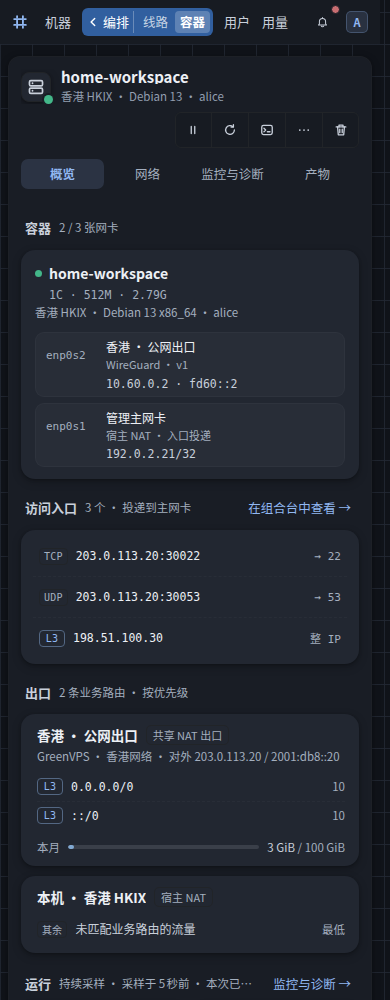 机器 编排 线路 容器 用户 用量 A
home-workspace
香港 HKIX • Debian 13 • alice
概览 网络 监控与诊断 产物
容器 2 / 3 张网卡
home-workspace
1C · 512M · 2.79G
香港 HKIX • Debian 13 x86_64 • alice
enp0s2 香港 • 公网出口
WireGuard • v1
10.60.0.2 · fd60::2
enp0s1 管理主网卡
宿主 NAT • 入口投递
192.0.2.21/32
访问入口 3 个 • 投递到主网卡 在组合台中查看 →
TCP 203.0.113.20:30022 → 22
UDP 203.0.113.20:30053 → 53
L3 198.51.100.30 整 IP
出口 2 条业务路由 • 按优先级
香港 • 公网出口 共享 NAT 出口
GreenVPS • 香港网络 • 对外 203.0.113.20 / 2001:db8::20
L3 0.0.0.0/0 10
L3 ::/0 10
本月 3 GiB / 100 GiB
本机 • 香港 HKIX 宿主 NAT
其余 未匹配业务路由的流量 最低
运行 持续采样 • 采样于 5 秒前 • 本次已… 监控与诊断 →